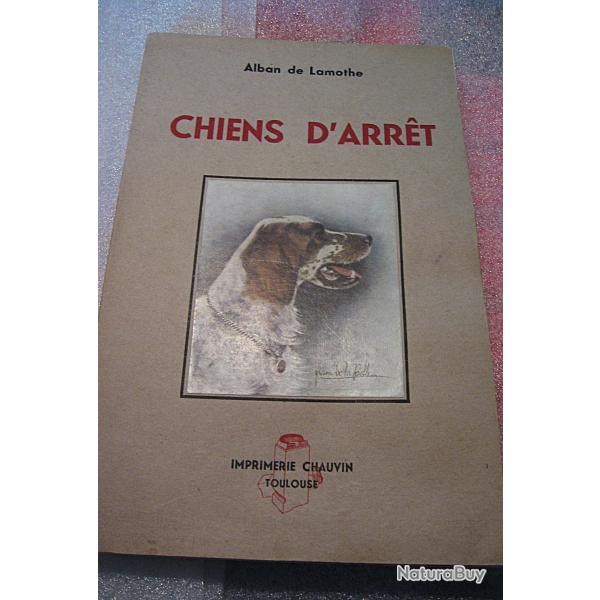 Alban de Lamothe
CHIENS D'ARRÊT
IMPRIMERIE CHAUVIN
TOULOUSE
NaturaBuy